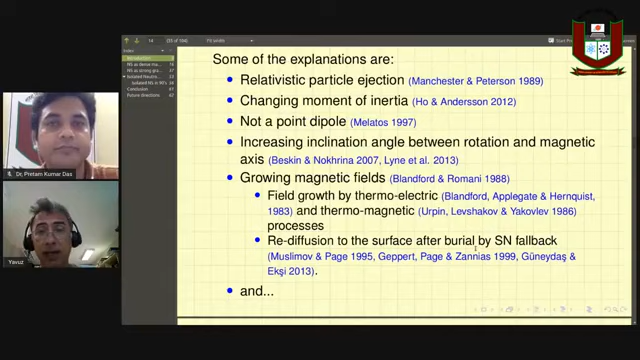 Some of the explanations are:
Relativistic particle ejection (Manchester & Peterson 1989)
Changing moment of inertia (Ho & Andersson 2012)
Not a point dipole (Melatos 1997)
Increasing inclination angle between rotation and magnetic
axis (Beskin & Nokhrina 2007, Lyne et al. 2013)
Growing magnetic fields (Blandford & Romani 1988)
Field growth by thermo-electric (Blandford, Applegate & Hernquist,
1983) and thermo-magnetic (Urpin, Levshakov & Yakovlev 1986)
processes
Re-diffusion to the surface after burial by SN fallback
(Muslimov & Page 1995, Geppert, Page & Zannias 1999, Güneydaş &
Ekşi 2013).
and...
Dr, Pretam Kumar Das
Yavuz
Conclusion
Future directions